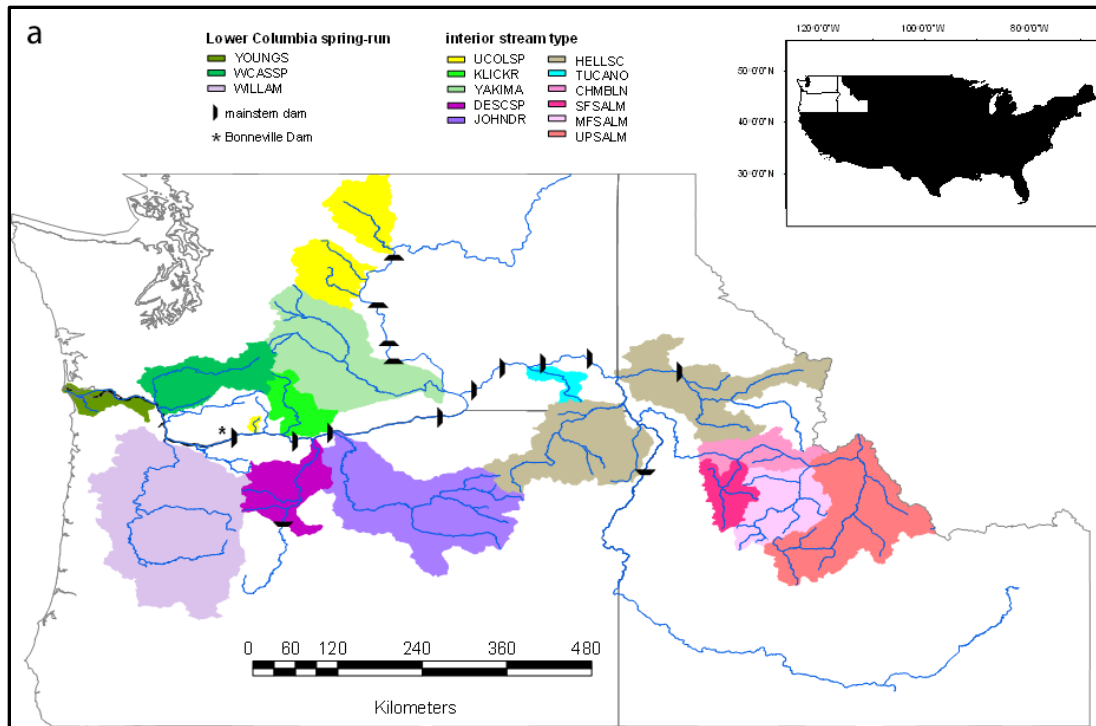 a
Lower Columbia spring-run
YOUNGS
WCASSP
WILLAM
mainstem dam
* Bonneville Dam
interior stream type
UCOLSP
KLICKR
YAKIMA
DESCSP
JOHNDR
HELLSC
TUCANO
CHMBLN
SFSALM
MFSALM
UPSALM
120°0'0"W 100°0'0"W 80°0'0"W
50°0'0"N
40°0'0"N
30°0'0"N
*
0 60 120 240 360 480
Kilometers